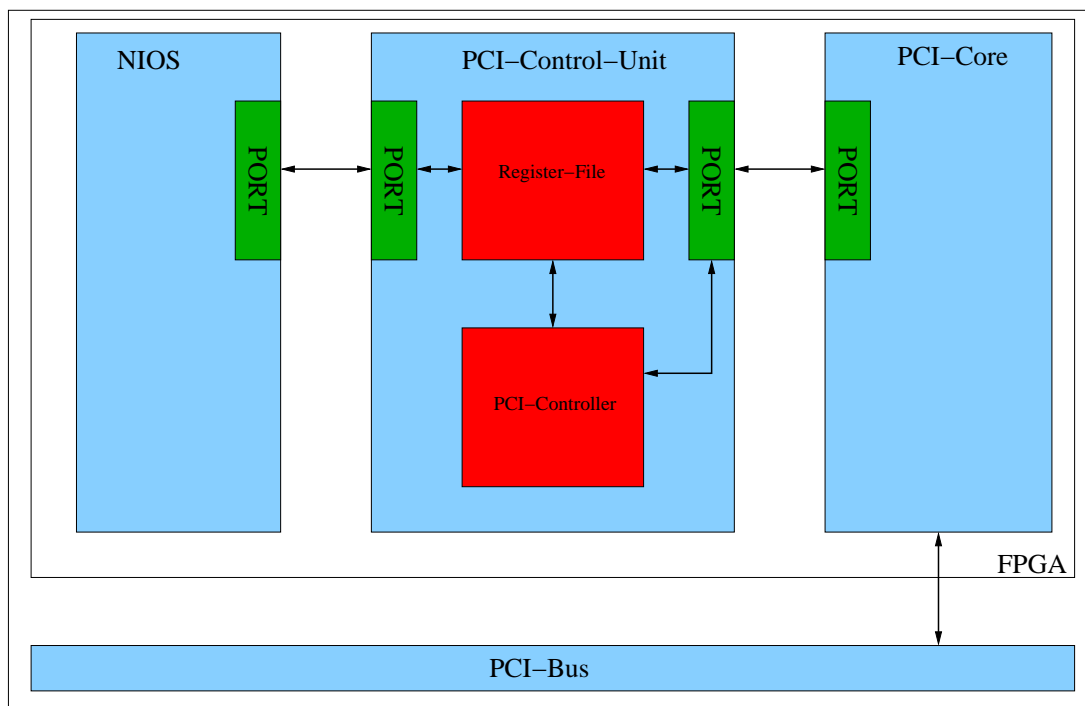 NIOS
PCI−Control−Unit
PCI−Core
PORT
PORT
Register−File
PORT
PORT
PCI−Controller
FPGA
PCI−Bus